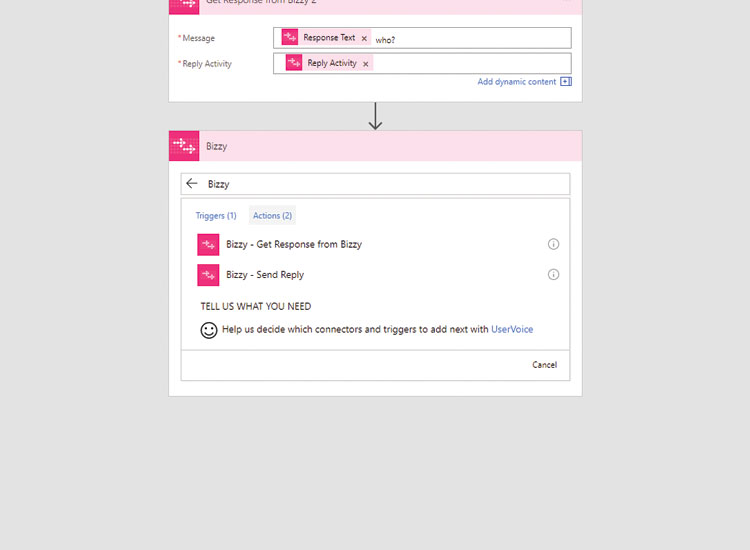 Get Response from Bizzy 2
* Message
Response Text x who?
* Reply Activity
Reply Activity x
Add dynamic content
Bizzy
Bizzy
Triggers (1) Actions (2)
Bizzy - Get Response from Bizzy
Bizzy - Send Reply
TELL US WHAT YOU NEED
Help us decide which connectors and triggers to add next with UserVoice
Cancel